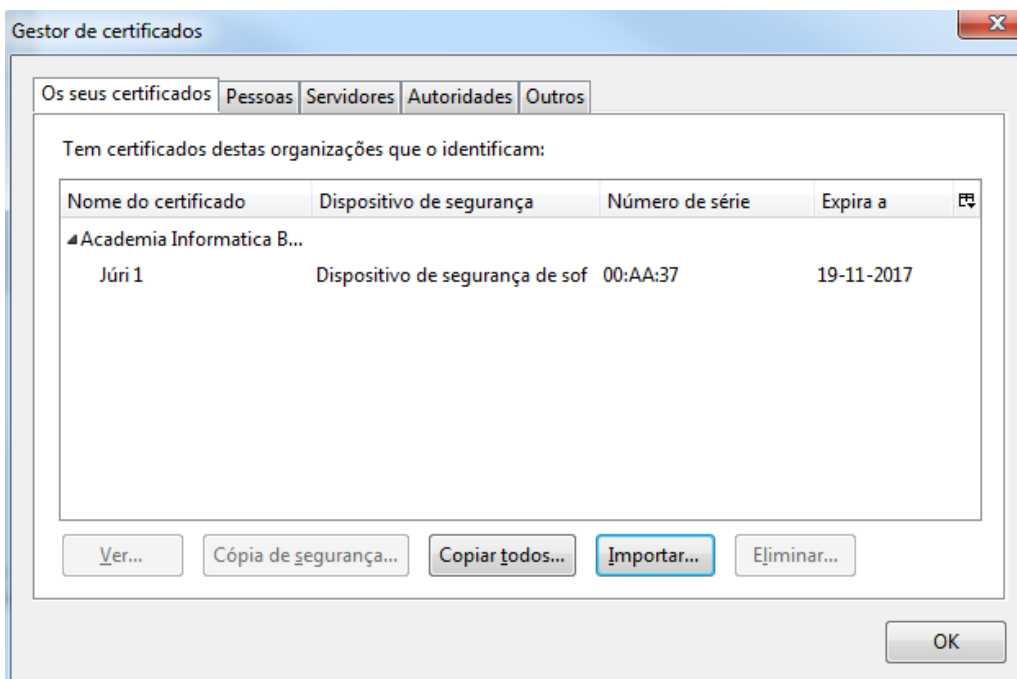 Gestor de certificados
Os seus certificados Pessoas Servidores Autoridades Outros
Tem certificados destas organizações que o identificam:
Nome do certificado Dispositivo de segurança Número de série Expira a
Academia Informatica B...
Júri 1 Dispositivo de segurança de sof 00:AA:37 19-11-2017
Ver... Cópia de segurança... Copiar todos... Importar... Eliminar...
OK